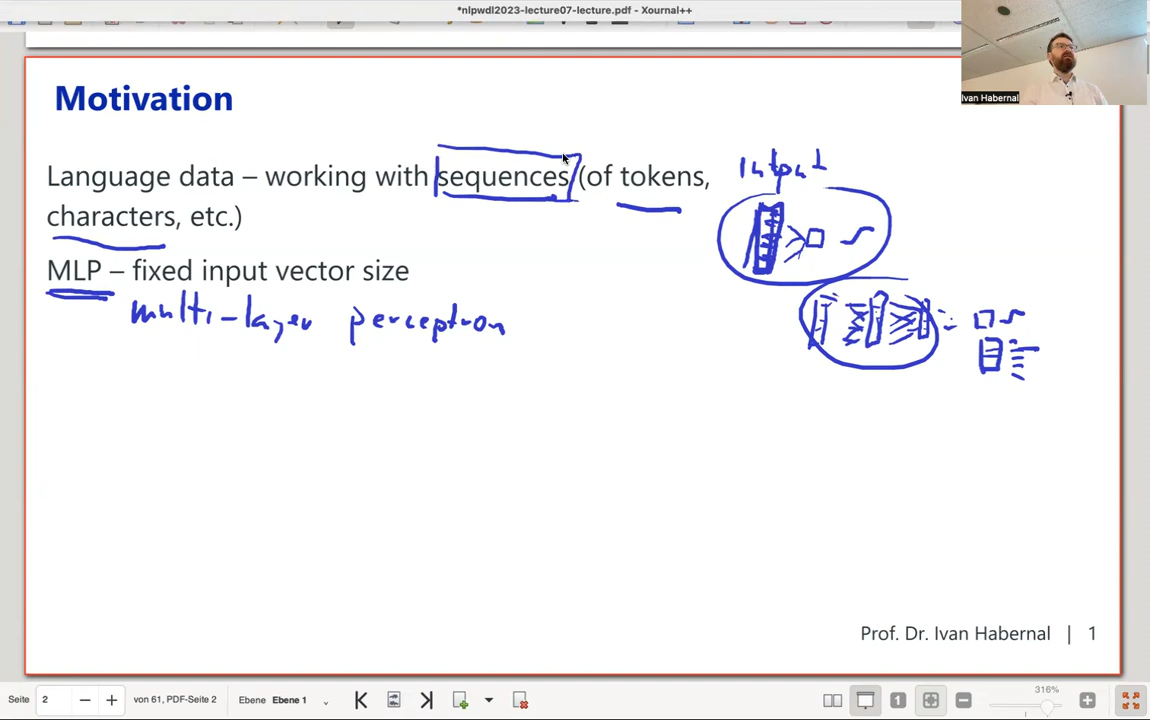 *nlpwdl2023-lecture07-lecture.pdf - Xournal++
Ivan Habernal
Motivation
Language data – working with sequences (of tokens,
characters, etc.)
MLP – fixed input vector size
multi-layer perceptron
Input
Prof. Dr. Ivan Habernal | 1
Seite 2 von 61, PDF-Seite 2 Ebene Ebene 1 1 316%